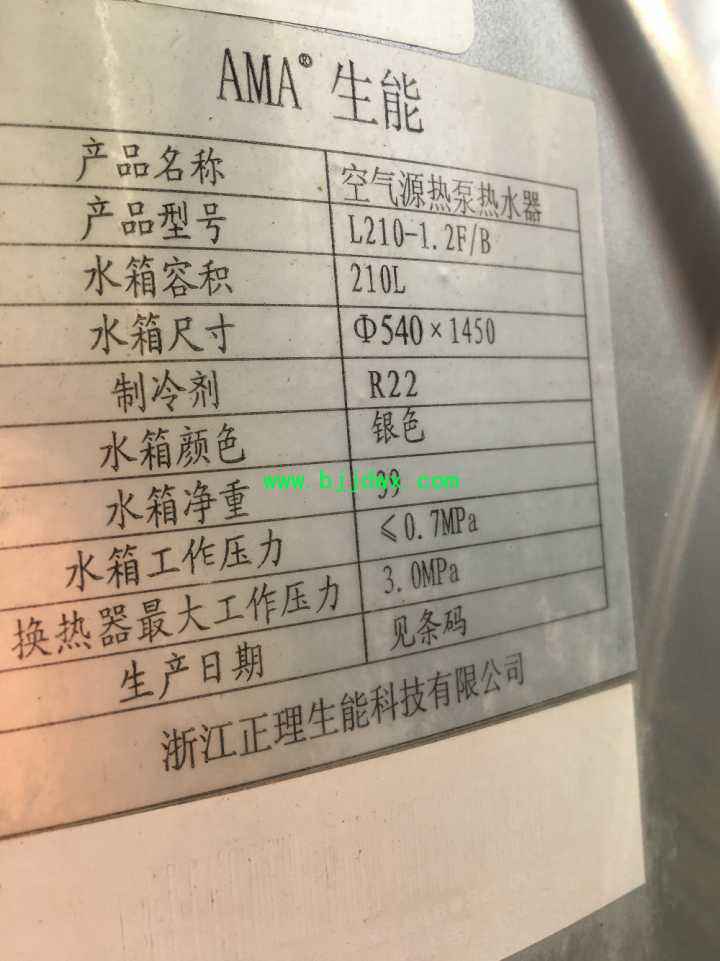 AMA® 生能
产品名称 空气源热泵热水器
产品型号 L210-1.2F/B
水箱容积 210L
水箱尺寸 Φ540×1450
制冷剂 R22
水箱颜色 银色
水箱净重 39
www.bjjdwx.com
水箱工作压力 ≤0.7MPa
换热器最大工作压力 3.0MPa
生产日期 见条码
浙江正理生能科技有限公司